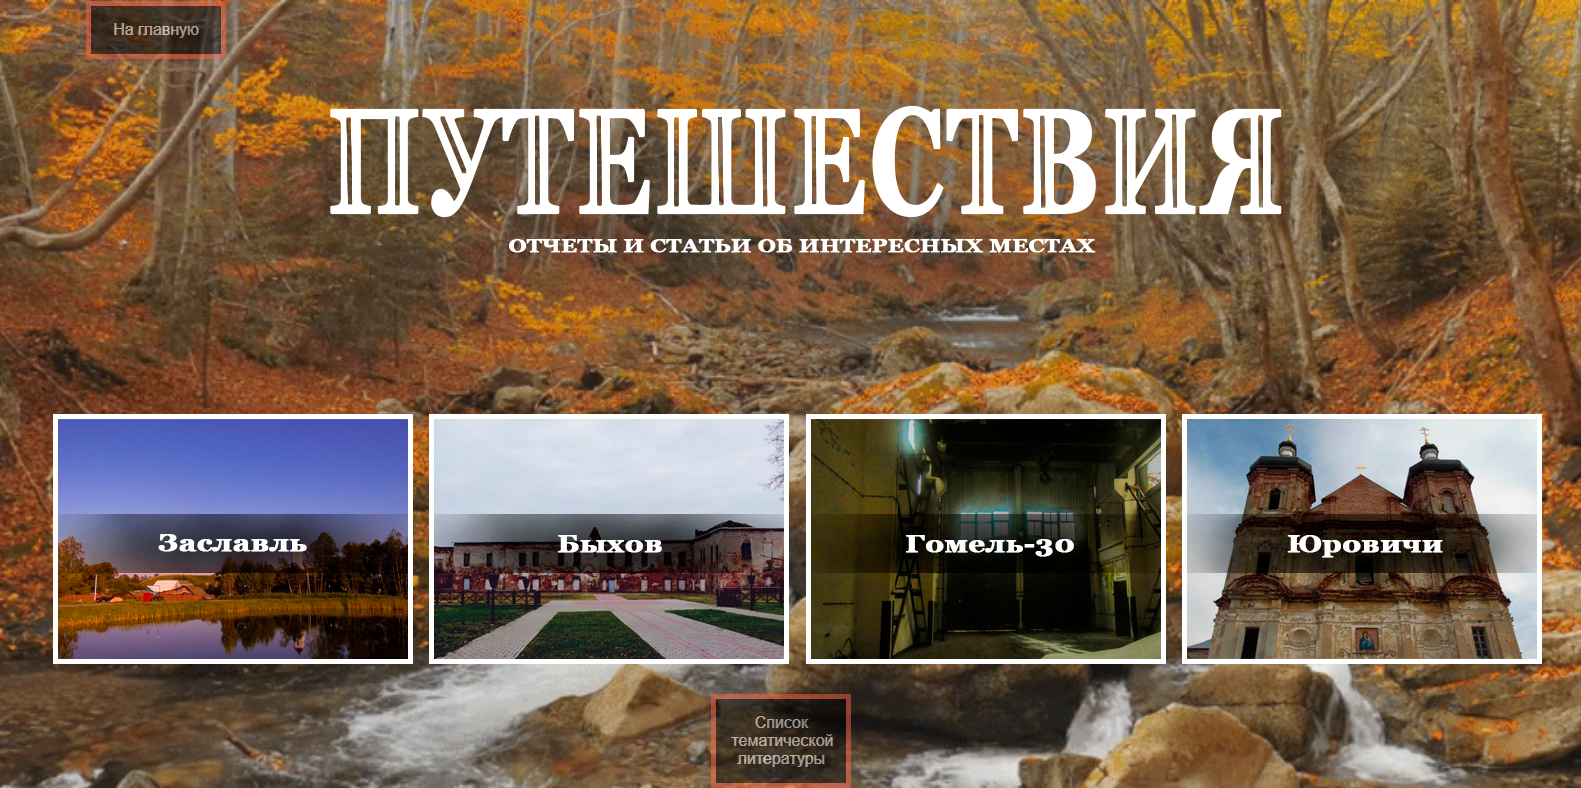 На главную
ПУТЕШЕСТВИЯ
ОТЧЕТЫ И СТАТЬИ ОБ ИНТЕРЕСНЫХ МЕСТАХ
Заславль
Быхов
Гомель-30
Юровичи
Список
тематической
литературы